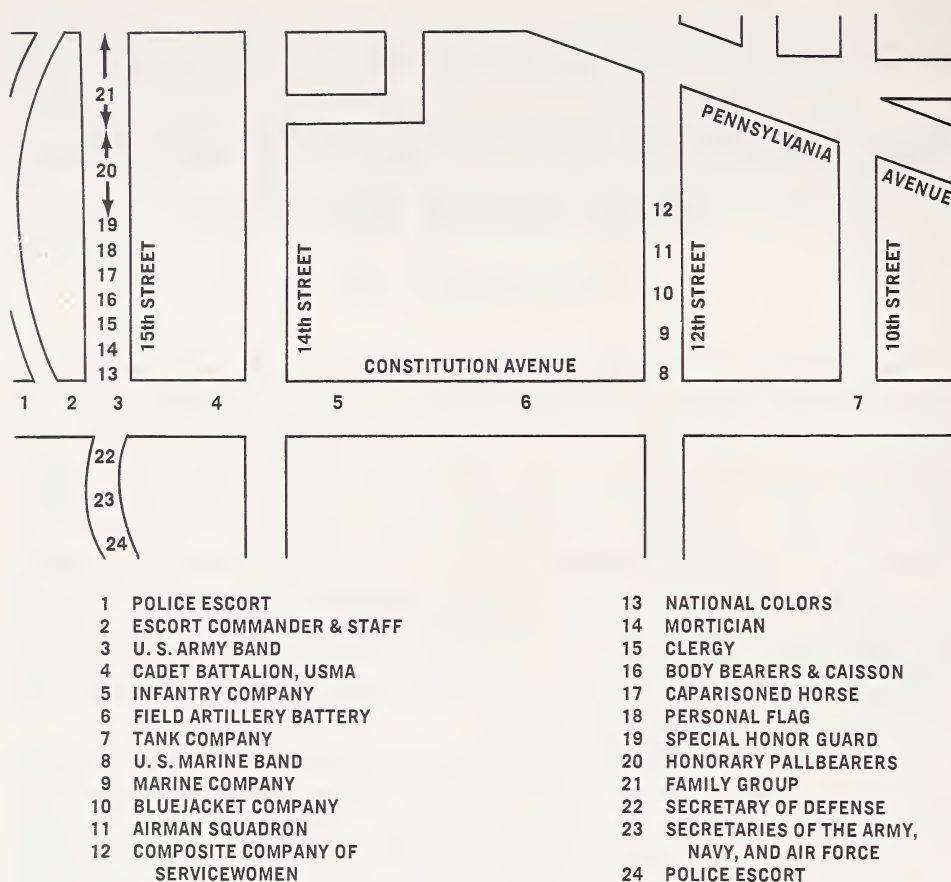 21
20
19
18
17
16
15
14
13
15th STREET
14th STREET
CONSTITUTION AVENUE
12
11
10
9
8
12th STREET
PENNSYLVANIA
AVENUE
10th STREET
1 2 3 4 5 6 7
22
23
24
1 POLICE ESCORT
2 ESCORT COMMANDER & STAFF
3 U. S. ARMY BAND
4 CADET BATTALION, USMA
5 INFANTRY COMPANY
6 FIELD ARTILLERY BATTERY
7 TANK COMPANY
8 U. S. MARINE BAND
9 MARINE COMPANY
10 BLUEJACKET COMPANY
11 AIRMAN SQUADRON
12 COMPOSITE COMPANY OF
SERVICEWOMEN
13 NATIONAL COLORS
14 MORTICIAN
15 CLERGY
16 BODY BEARERS & CAISSON
17 CAPARISONED HORSE
18 PERSONAL FLAG
19 SPECIAL HONOR GUARD
20 HONORARY PALLBEARERS
21 FAMILY GROUP
22 SECRETARY OF DEFENSE
23 SECRETARIES OF THE ARMY,
NAVY, AND AIR FORCE
24 POLICE ESCORT